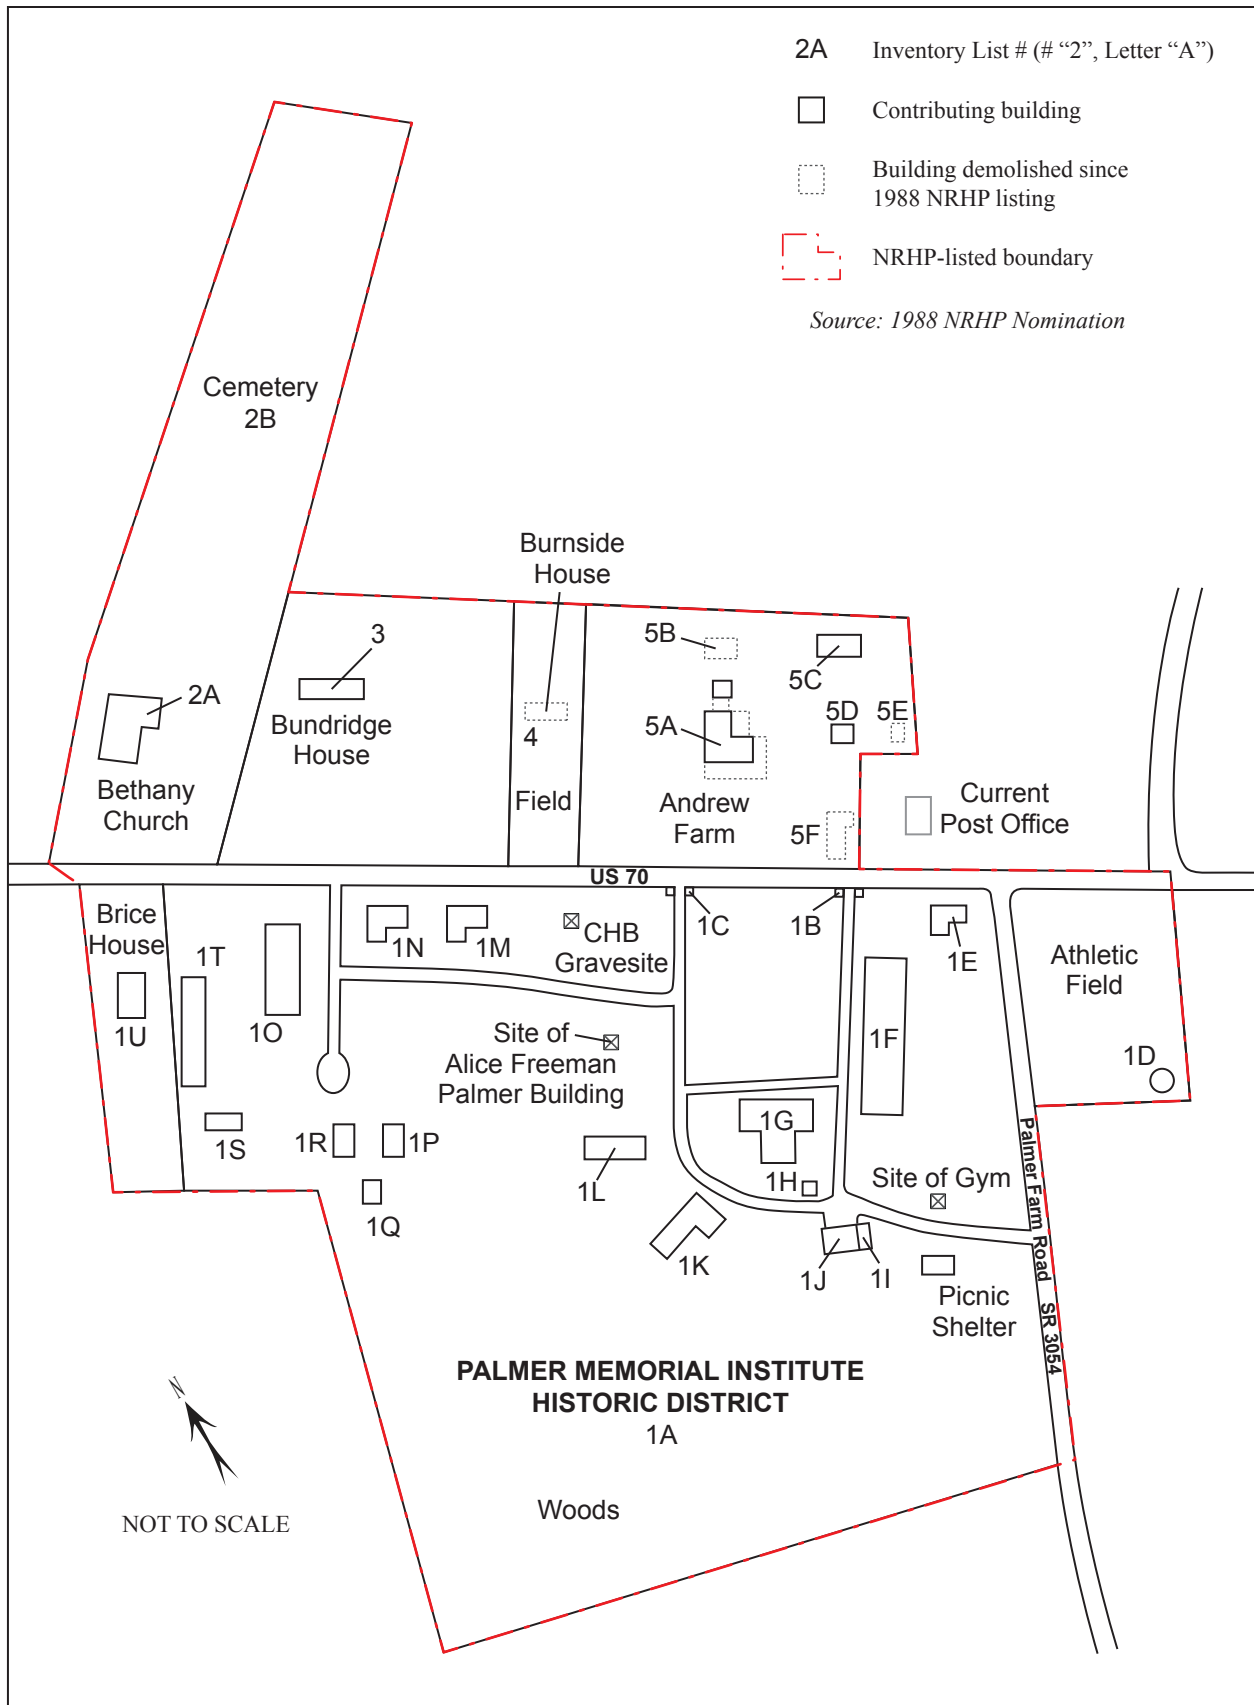 2A Inventory List # (# “2”, Letter “A”)
Contributing building
Building demolished since
1988 NRHP listing
NRHP-listed boundary
Source: 1988 NRHP Nomination
Cemetery
2B
Burnside
House
3
5B
5C
2A
5D
5E
Bundridge
House
4
5A
Bethany
Church
Field
Andrew
Farm
5F
Current
Post Office
US 70
Brice
House
1N
1M
CHB
Gravesite
1C
1B
1E
Athletic
Field
1T
1U
1O
Site of
Alice Freeman
Palmer Building
1F
1D
1S
1R
1P
1G
1L
1H
Site of Gym
1Q
1K
1J
1I
Picnic
Shelter
Palmer Farm Road SR 3054
PALMER MEMORIAL INSTITUTE
HISTORIC DISTRICT
1A
N
NOT TO SCALE
Woods